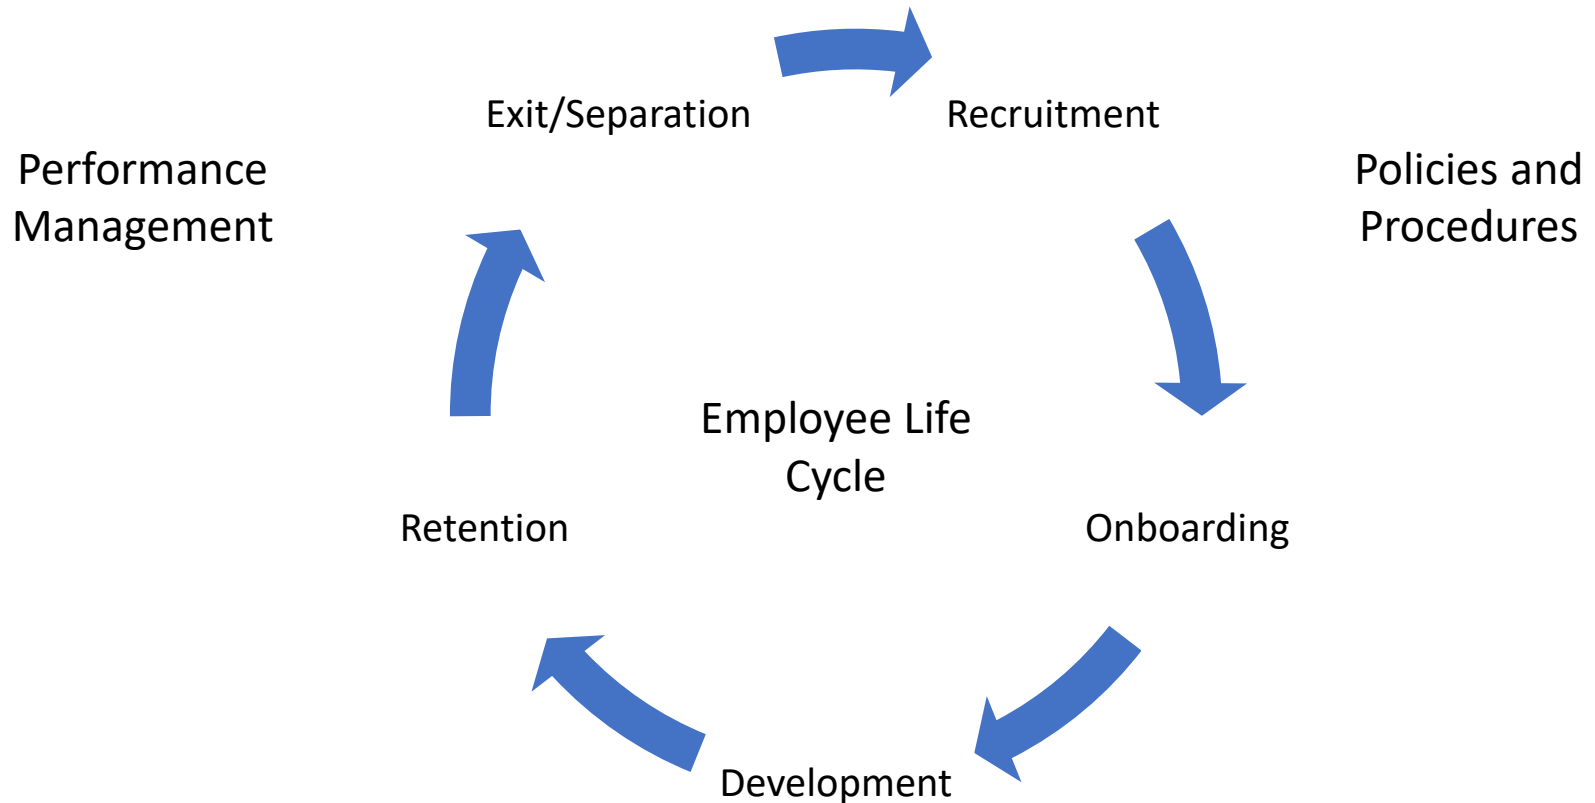 Exit/Separation
Recruitment
Performance
Management
Policies and
Procedures
Employee Life
Cycle
Retention
Onboarding
Development